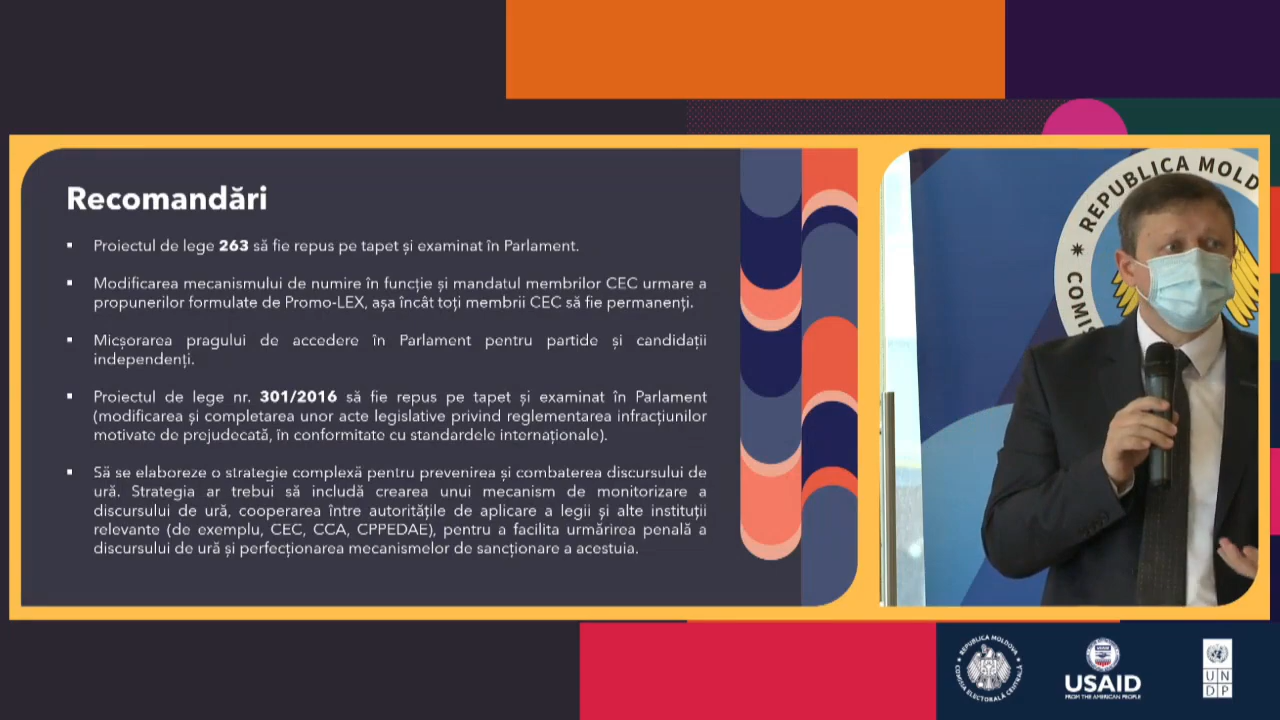 Recomandări
▪ Proiectul de lege 263 să fie repus pe tapet și examinat în Parlament.
▪ Modificarea mecanismului de numire în funcție și mandatul membrilor CEC urmare a
propunerilor formulate de Promo-LEX, așa încât toți membrii CEC să fie permanenți.
▪ Micșorarea pragului de accedere în Parlament pentru partide și candidații
independenți.
▪ Proiectul de lege nr. 301/2016 să fie repus pe tapet și examinat în Parlament
(modificarea și completarea unor acte legislative privind reglementarea infracțiunilor
motivate de prejudecată, în conformitate cu standardele internaționale).
▪ Să se elaboreze o strategie complexă pentru prevenirea și combaterea discursului de
ură. Strategia ar trebui să includă crearea unui mecanism de monitorizare a
discursului de ură, cooperarea între autoritățile de aplicare a legii și alte instituții
relevante (de exemplu, CEC, CCA, CPPEDAE), pentru a facilita urmărirea penală a
discursului de ură și perfecționarea mecanismelor de sancționare a acestuia.
REPUBLICA MOLD
COMIS
REPUBLICA MOLDOVA
COMISIA ELECTORALĂ CENTRALĂ
USAID
FROM THE AMERICAN PEOPLE
U N
D P